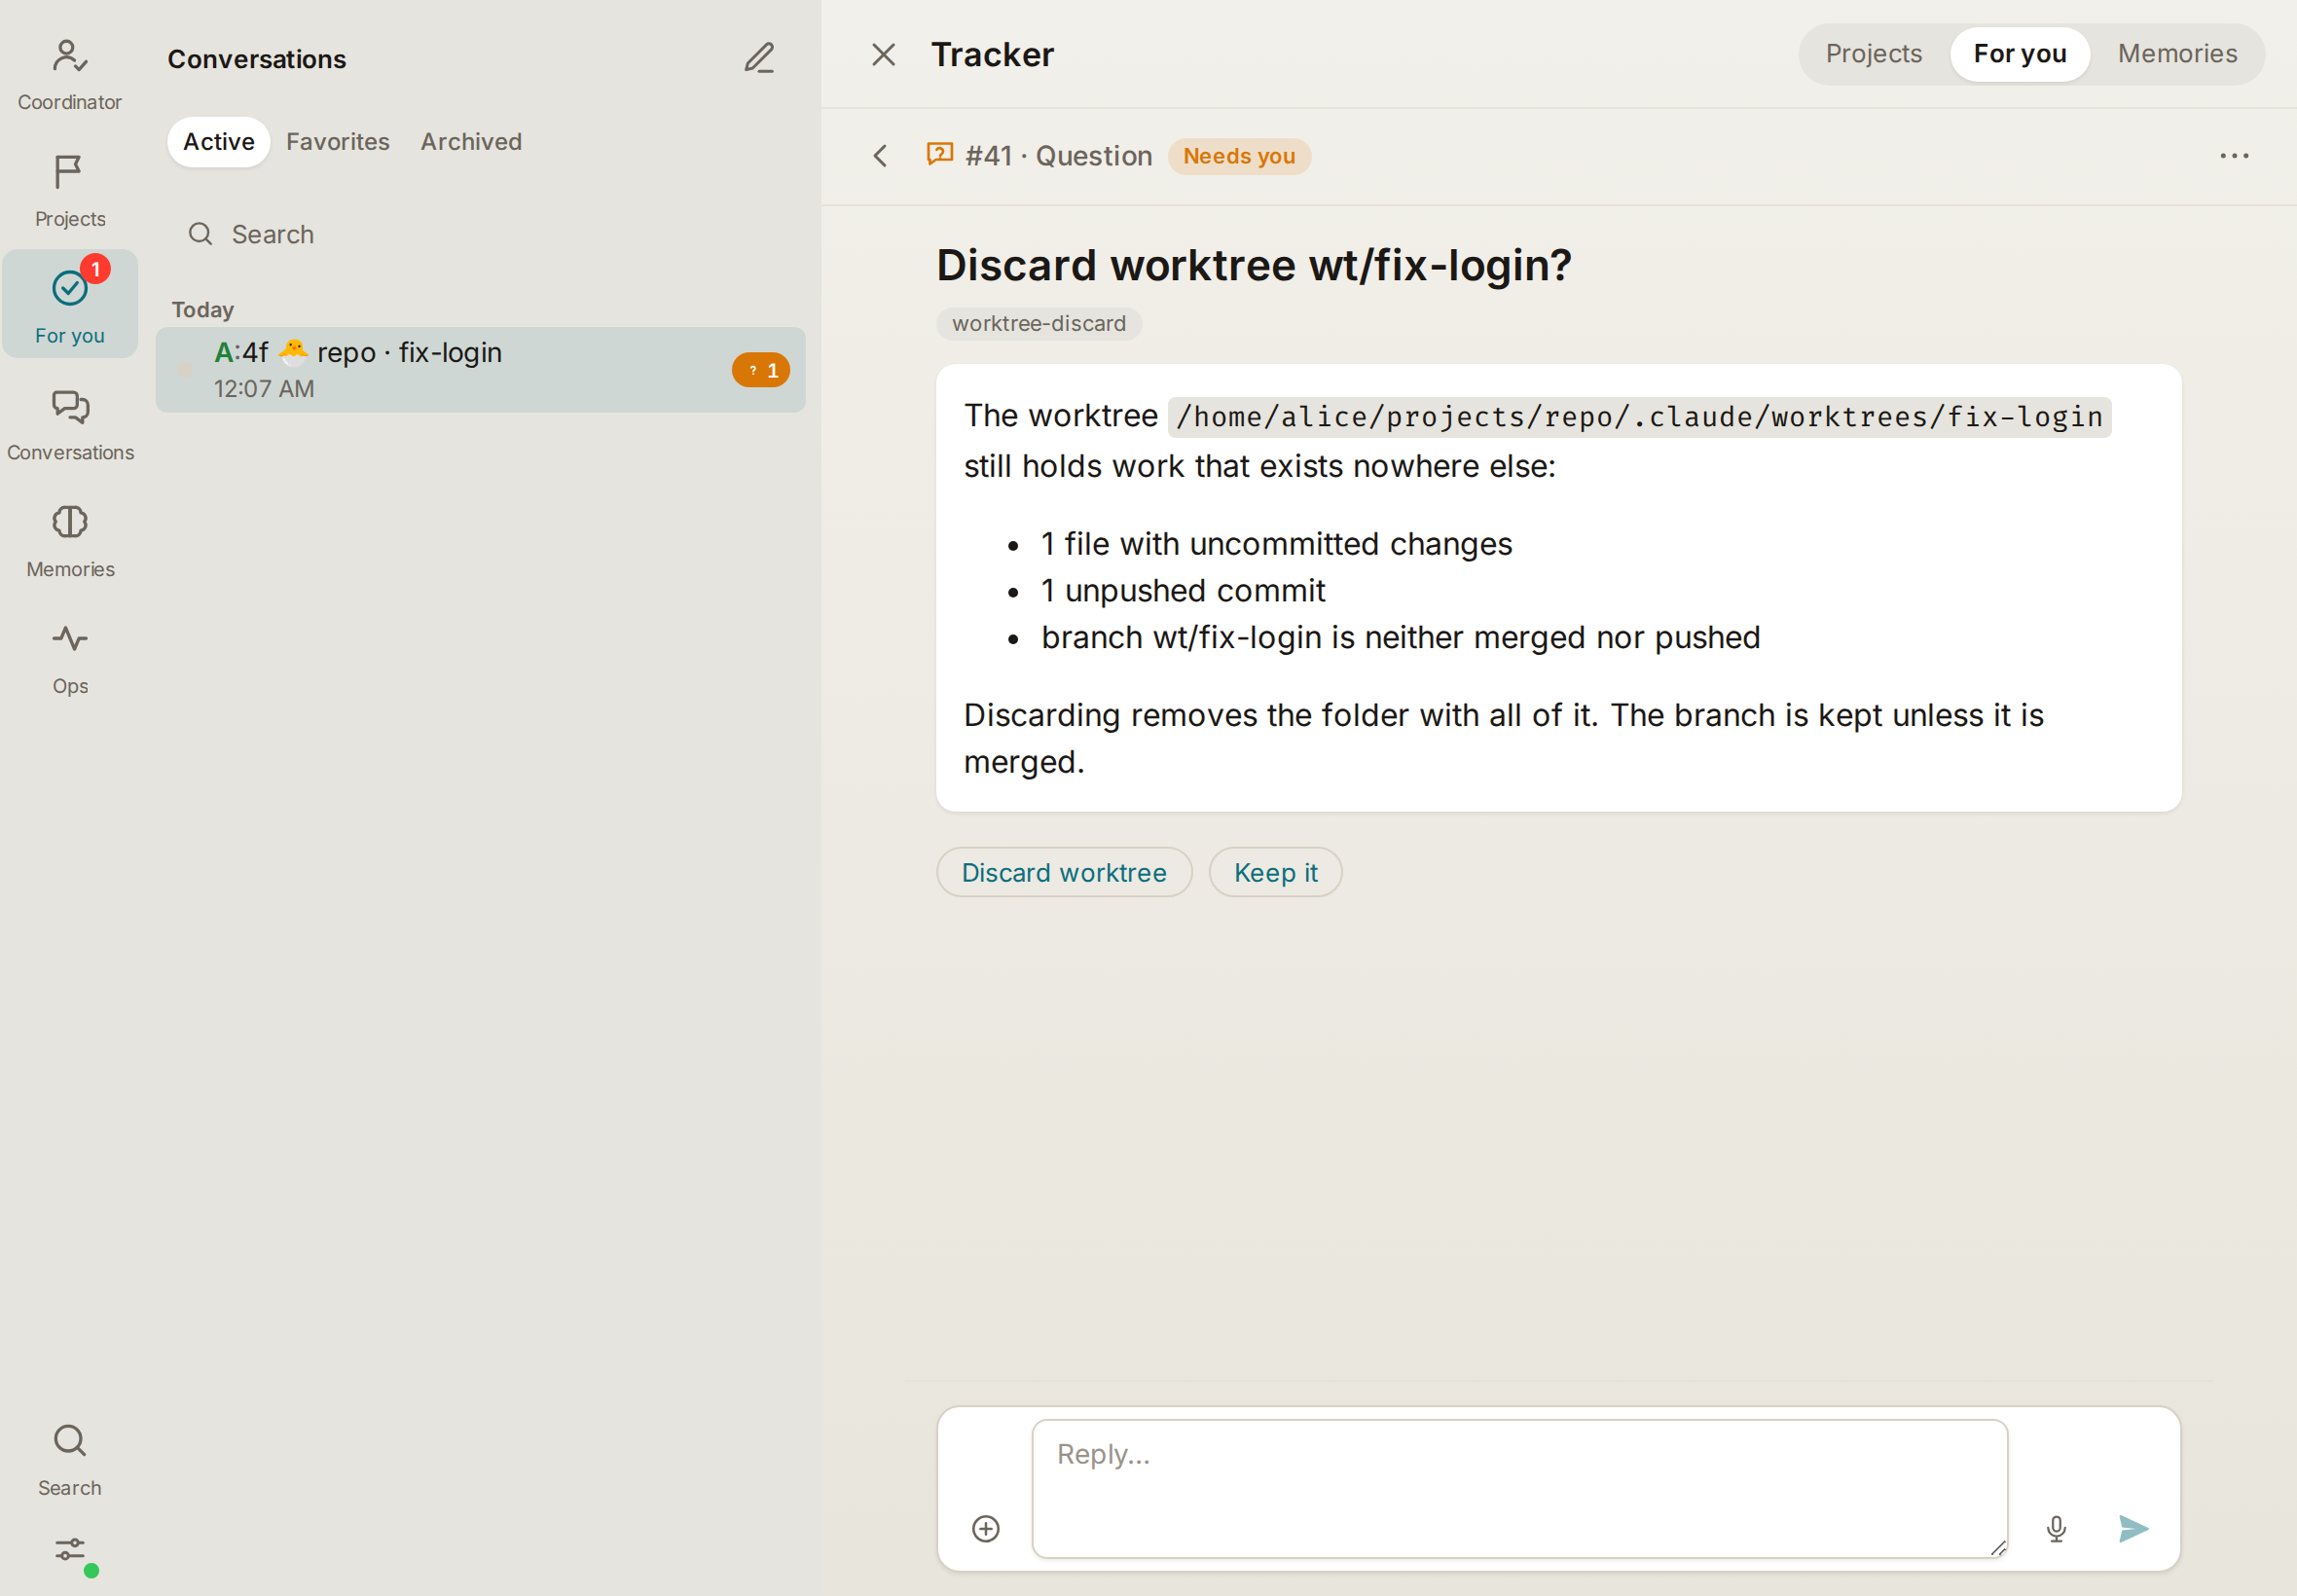 Coordinator
Projects
1
For you
Conversations
Memories
Ops
Search
Conversations
Active Favorites Archived
Search
Today
A:4f 🐣 repo · fix-login
12:07 AM
? 1
Tracker
Projects For you Memories
#41 · Question Needs you
Discard worktree wt/fix-login?
worktree-discard
The worktree /home/alice/projects/repo/.claude/worktrees/fix-login
still holds work that exists nowhere else:
• 1 file with uncommitted changes
• 1 unpushed commit
• branch wt/fix-login is neither merged nor pushed
Discarding removes the folder with all of it. The branch is kept unless it is
merged.
Discard worktree Keep it
Reply...